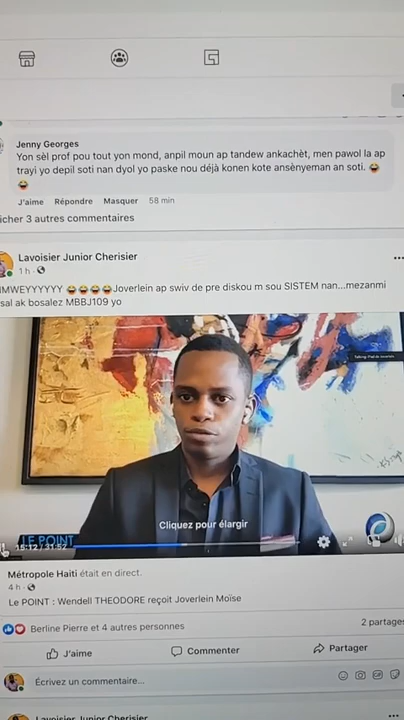 Jenny Georges
Yon sèl prof pou tout yon mond, anpil moun ap tandew ankachèt, men pawol la ap
trayi yo depil soti nan dyol yo paske nou déjà konen kote ansènyeman an soti. 😂
😂
J'aime Répondre Masquer 58 min
icher 3 autres commentaires
Lavoisier Junior Cherisier
1 h ·
IMWEYYYYYY 😂😂😂😂Joverlein ap swiv de pre diskou m sou SISTEM nan...mezanmi
sal ak bosalez MBBJ109 yo
Cliquez pour élargir
LE POINT
15:12 / 31:52
Métropole Haiti était en direct.
4 h ·
Le POINT : Wendell THEODORE reçoit Joverlein Moïse
Berline Pierre et 4 autres personnes
2 partages
J'aime
Commenter
Partager
Écrivez un commentaire...
Lavoisier Junior Cherisier